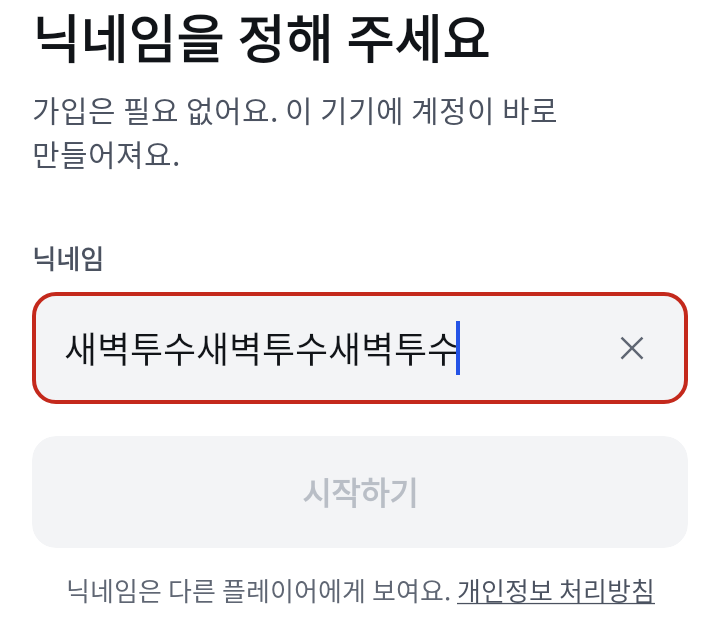 닉네임을 정해 주세요
가입은 필요 없어요. 이 기기에 계정이 바로
만들어져요.
닉네임
새벽투수새벽투수새벽투수
시작하기
닉네임은 다른 플레이어에게 보여요. 개인정보 처리방침